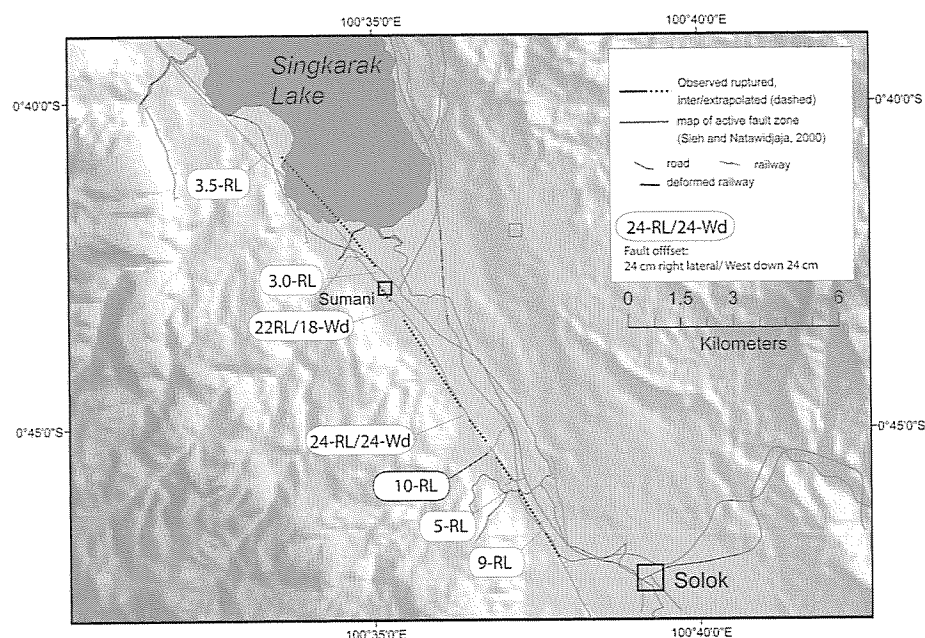 100°35'0"E
100°40'0"E
Singkarak
Lake
0°40'0"S
0°40'0"S
Observed ruptured,
inter/extrapolated (dashed)
map of active fault zone
(Sieh and Natawidjaja, 2000)
road
railway
deformed railway
24-RL/24-Wd
Fault offfset:
24 cm right lateral/ West down 24 cm
0
1.5
3
6
Kilometers
3.5-RL
3.0-RL
Sumani
22RL/18-Wd
24-RL/24-Wd
0°45'0"S
0°45'0"S
10-RL
5-RL
9-RL
Solok
100°35'0"E
100°40'0"E